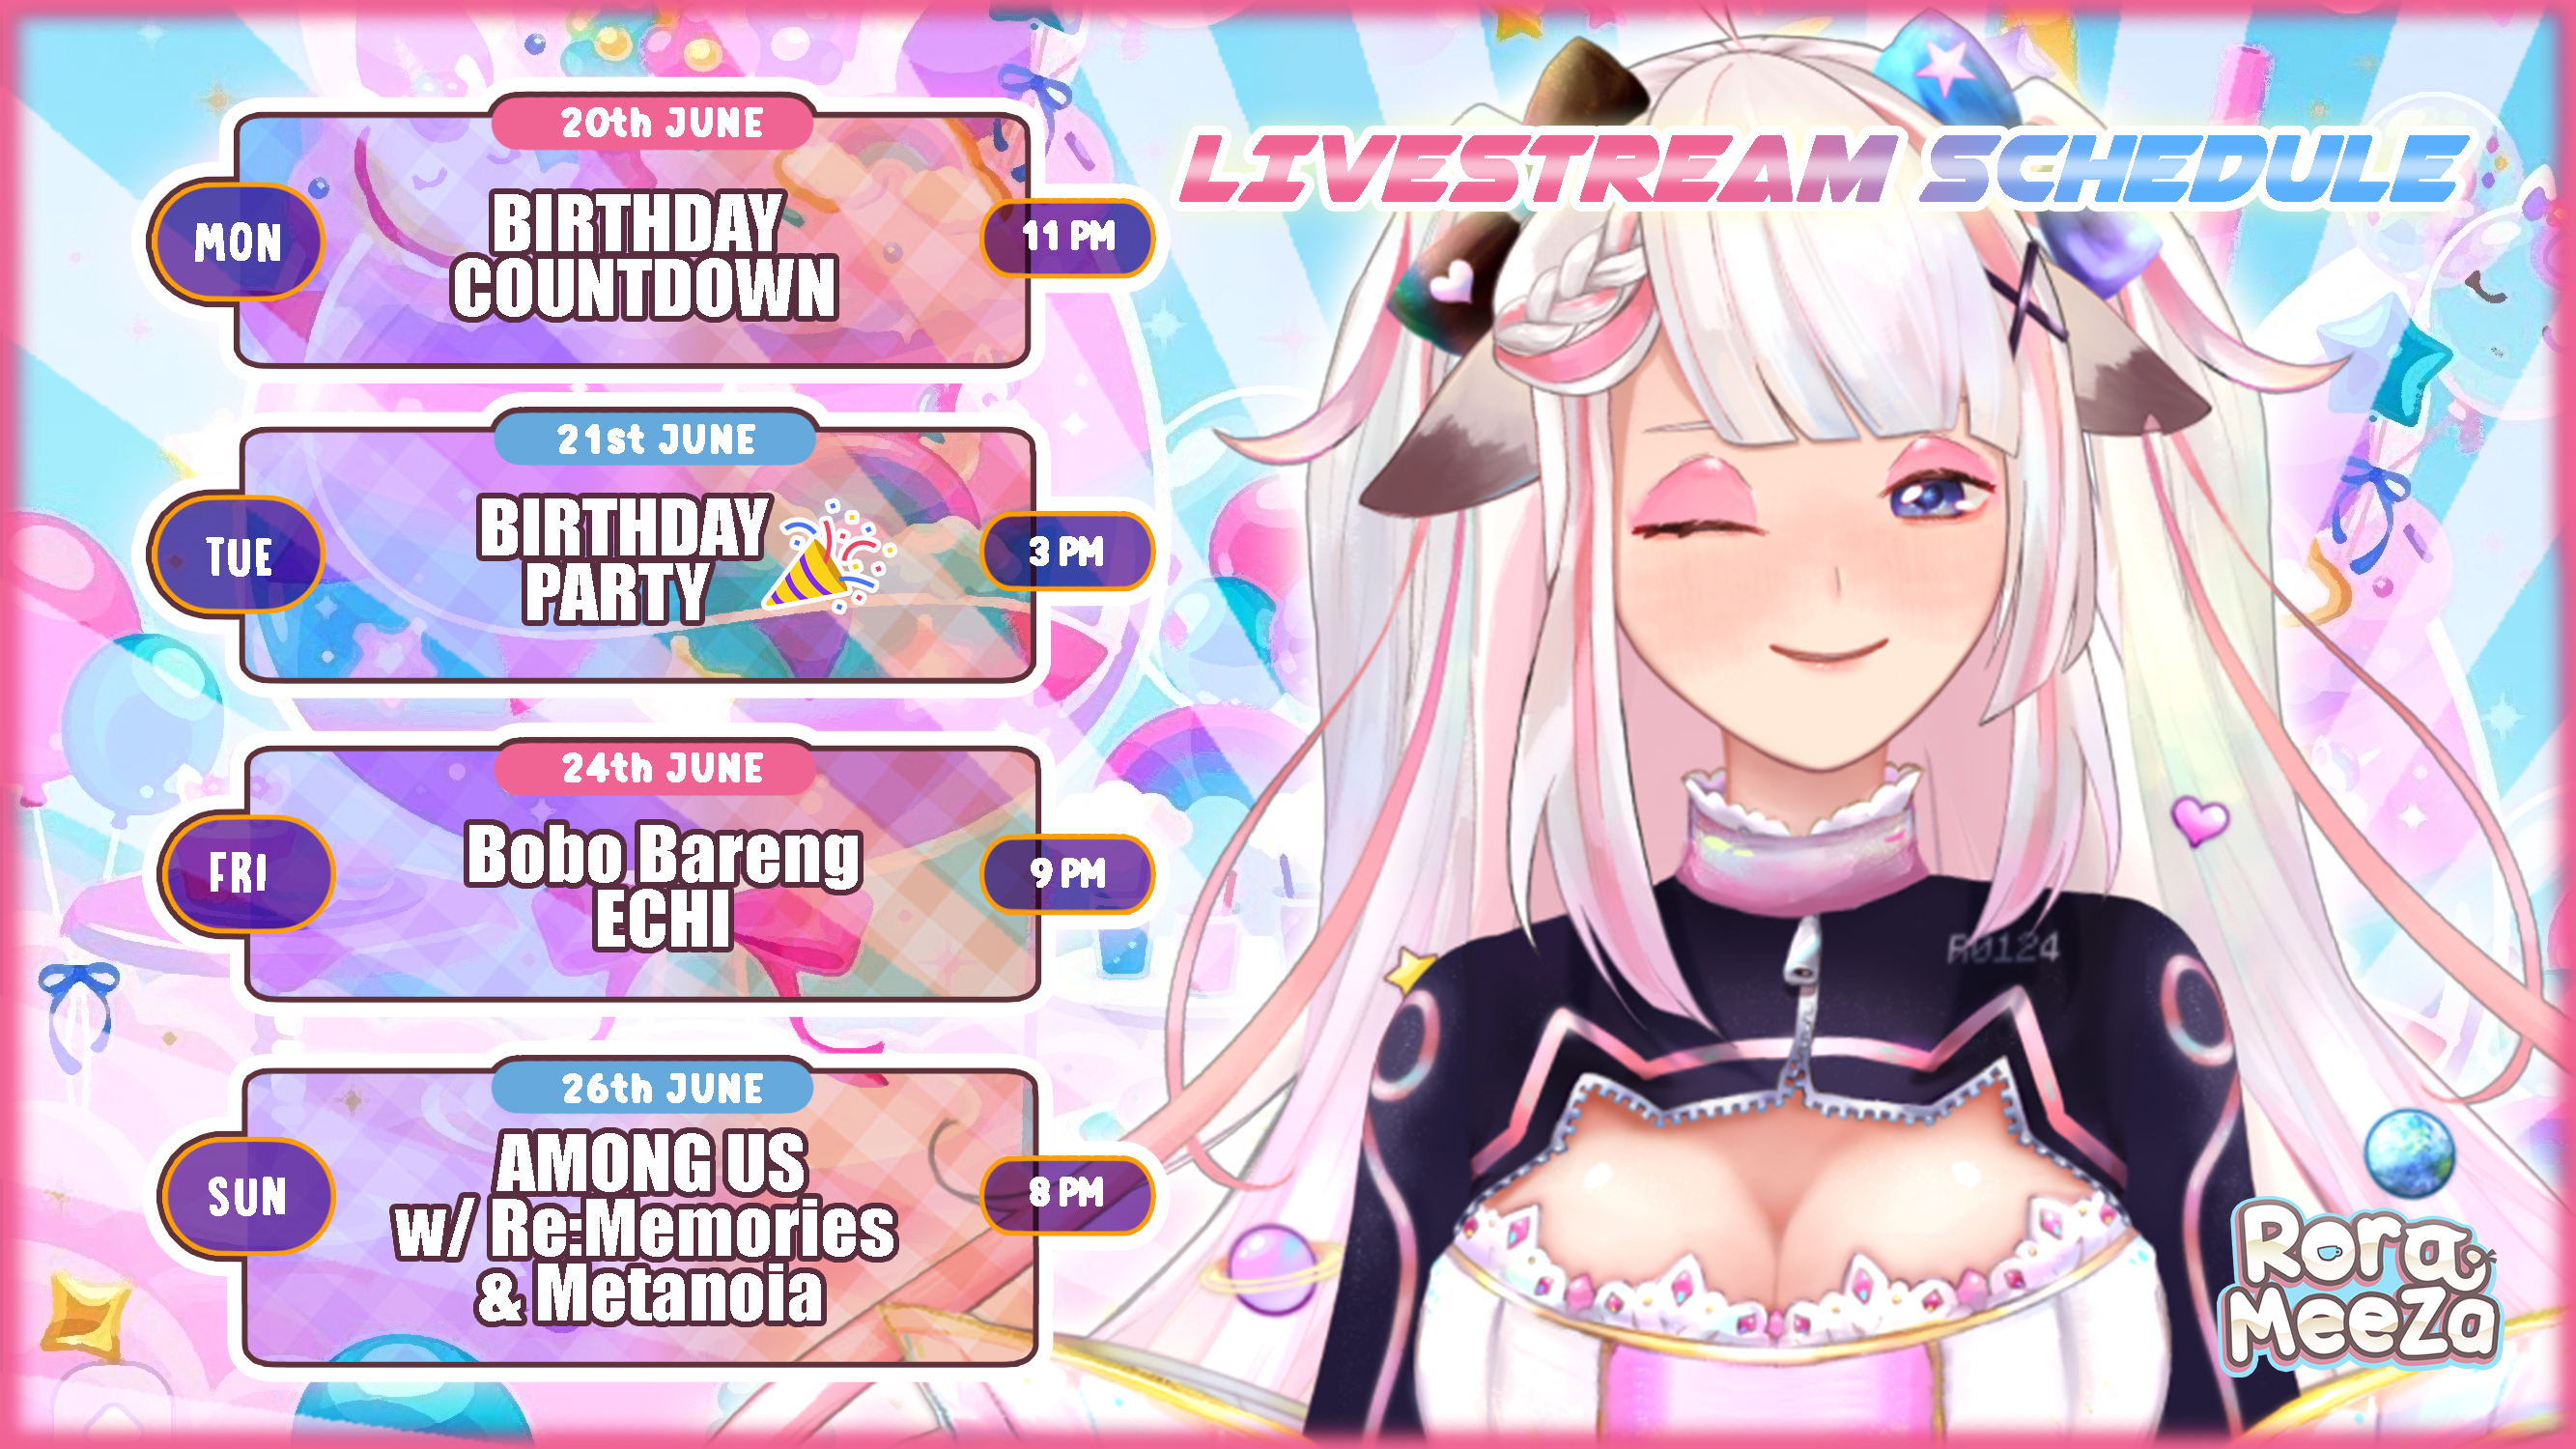 LIVESTREAM SCHEDULE
20th JUNE
MON
BIRTHDAY
COUNTDOWN
11 PM
21st JUNE
TUE
BIRTHDAY
PARTY
3 PM
24th JUNE
FRI
Bobo Bareng
ECHI
9 PM
26th JUNE
SUN
AMONG US
w/ Re:Memories
& Metanoia
8 PM
R0124
Rora
MeeZa